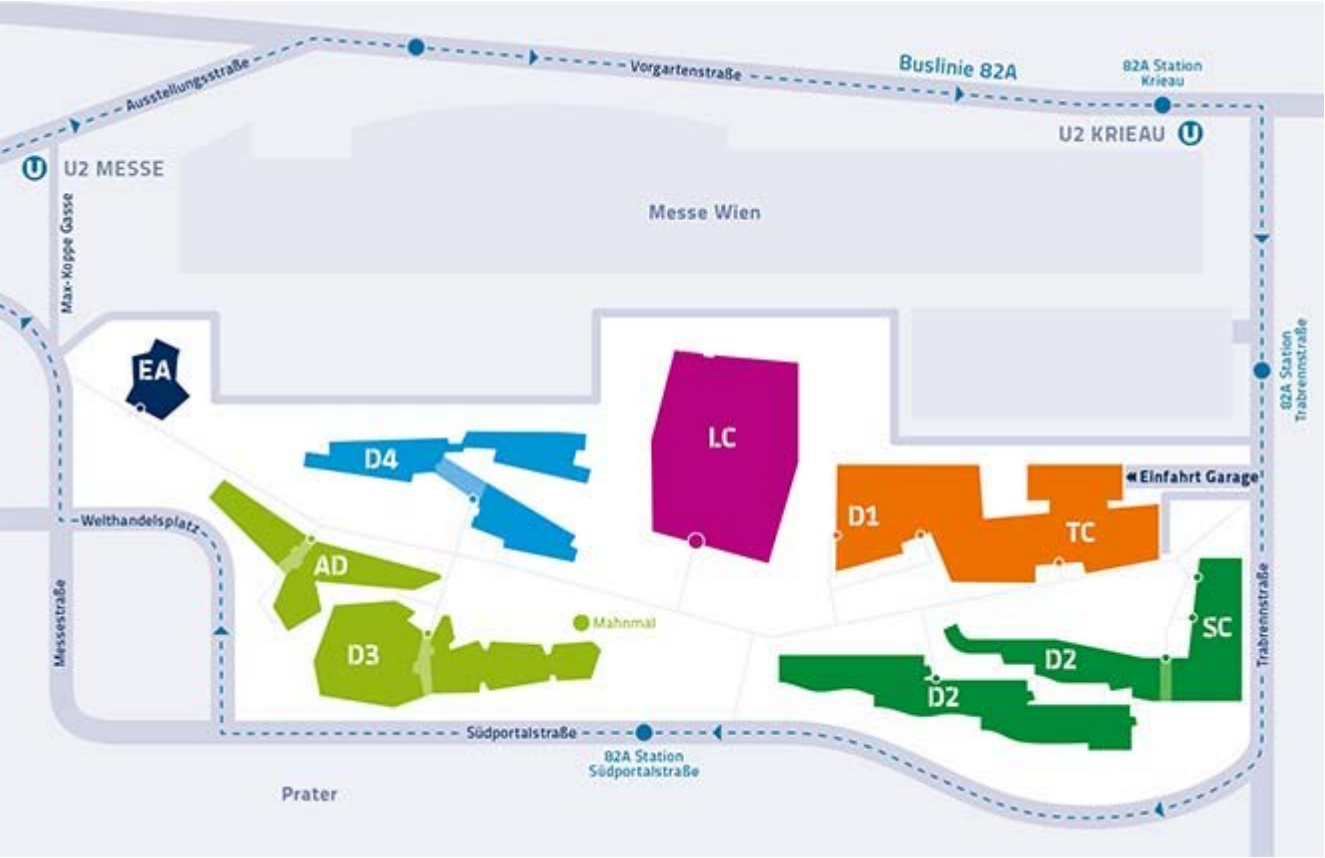 Ausstellungsstraße
Vorgartenstraße
Buslinie 82A
82A Station
Krieau
U2 KRIEAU U
U U2 MESSE
Max-Koppe Gasse
Messe Wien
82A Station
Trabrennstraße
EA
D4
LC
D1
TC
Einfahrt Garage
Welthandelsplatz
AD
D3
Mahnmal
D2
D2
SC
Messestraße
Trabrennstraße
Südportalstraße
82A Station
Südportalstraße
Prater